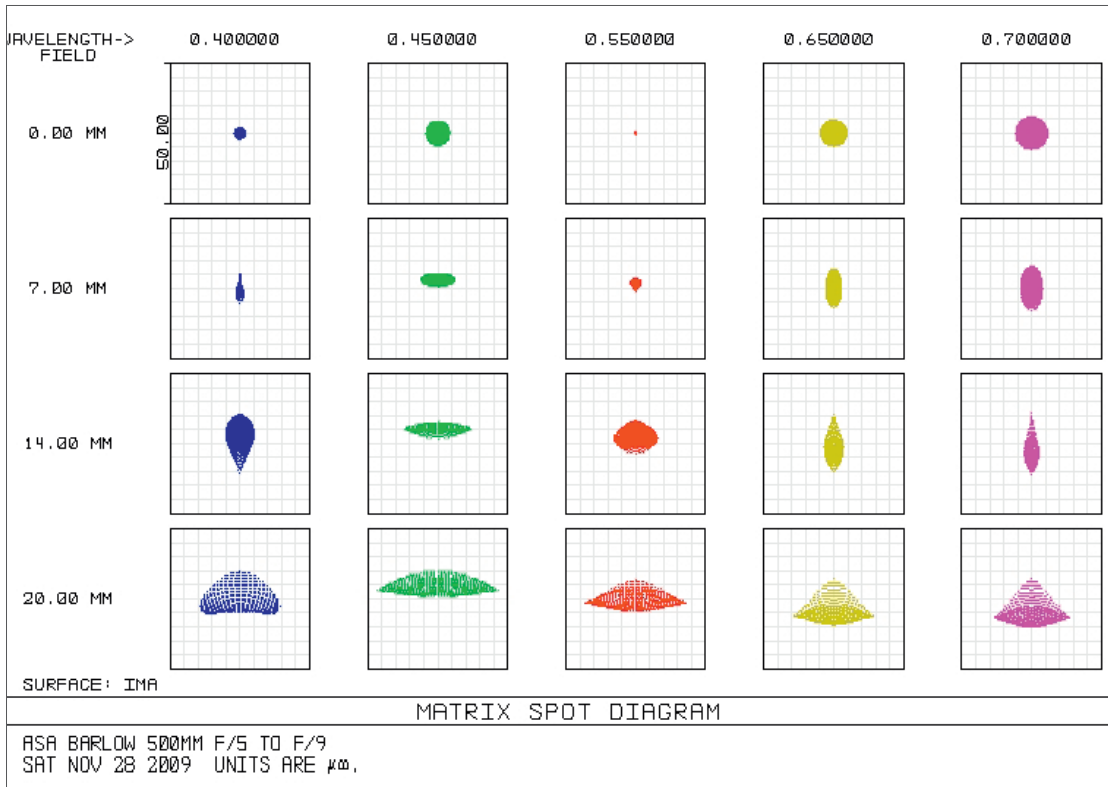 WAVELENGTH-> 0.400000 0.450000 0.550000 0.650000 0.700000
FIELD
0.00 MM
50.00
7.00 MM
14.00 MM
20.00 MM
SURFACE: IMA
MATRIX SPOT DIAGRAM
ASA BARLOW 500MM F/5 TO F/9
SAT NOV 28 2009 UNITS ARE µm.